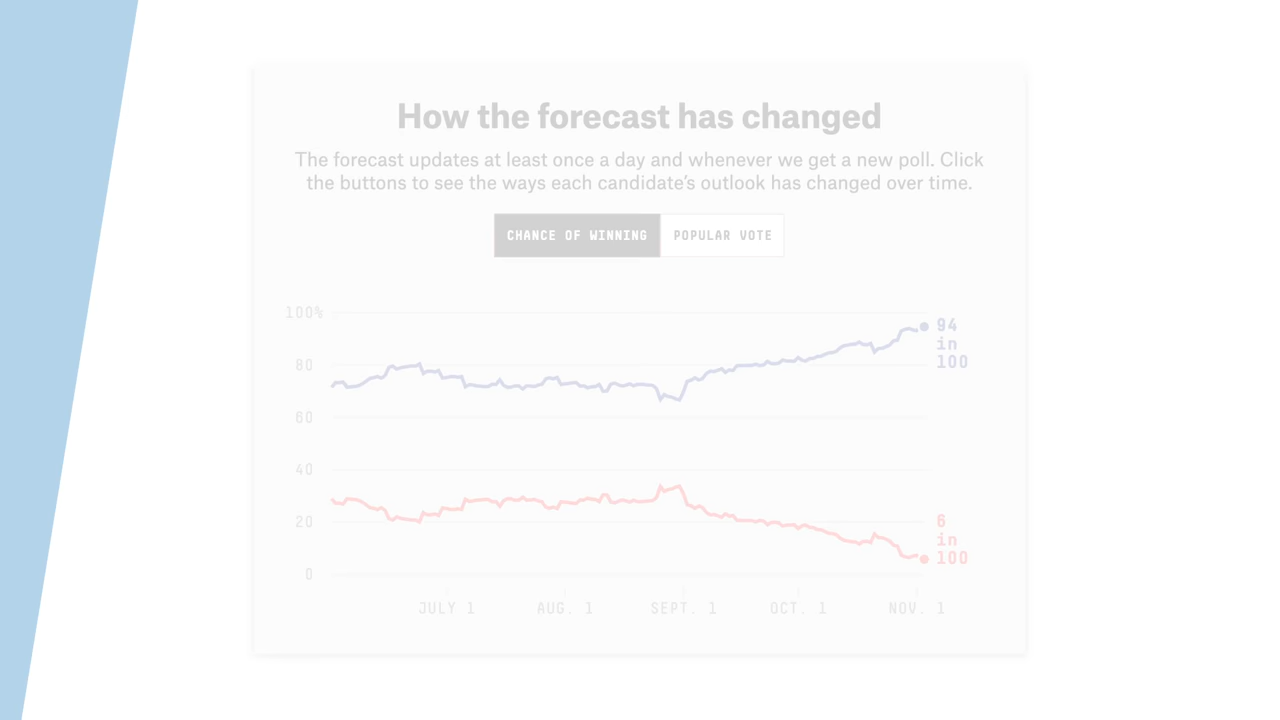 How the forecast has changed
The forecast updates at least once a day and whenever we get a new poll. Click
the buttons to see the ways each candidate’s outlook has changed over time.
CHANCE OF WINNING POPULAR VOTE
100%
80
60
40
20
0
94
in
100
6
in
100
JULY 1 AUG. 1 SEPT. 1 OCT. 1 NOV. 1